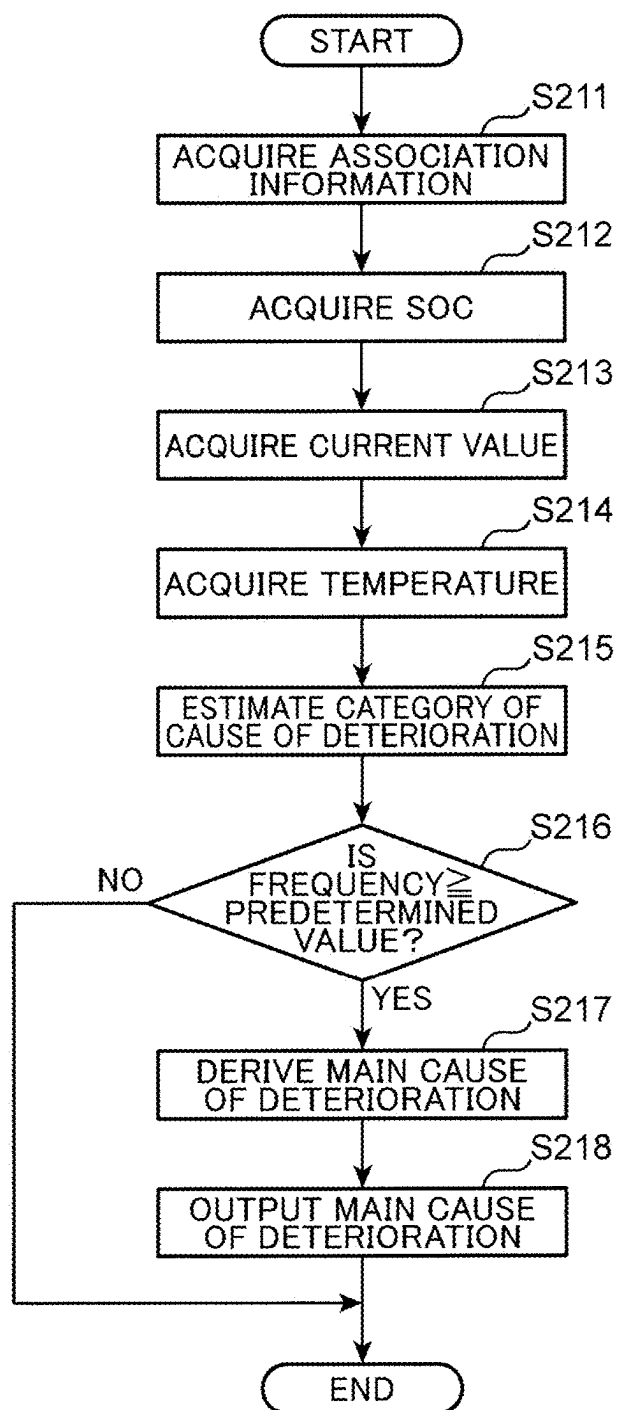 START
S211
ACQUIRE ASSOCIATION
INFORMATION
S212
ACQUIRE SOC
S213
ACQUIRE CURRENT VALUE
S214
ACQUIRE TEMPERATURE
S215
ESTIMATE CATEGORY OF
CAUSE OF DETERIORATION
S216
IS
FREQUENCY≧
PREDETERMINED
VALUE?
NO
YES
S217
DERIVE MAIN CAUSE
OF DETERIORATION
S218
OUTPUT MAIN CAUSE
OF DETERIORATION
END